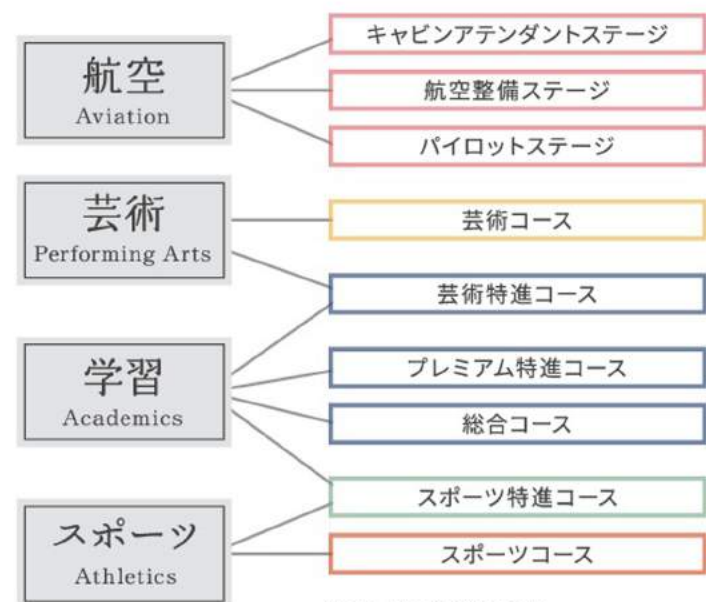 航空
Aviation
キャビンアテンダントステージ
航空整備ステージ
パイロットステージ
芸術
Performing Arts
芸術コース
芸術特進コース
学習
Academics
プレミアム特進コース
総合コース
スポーツ特進コース
スポーツ
Athletics
スポーツコース